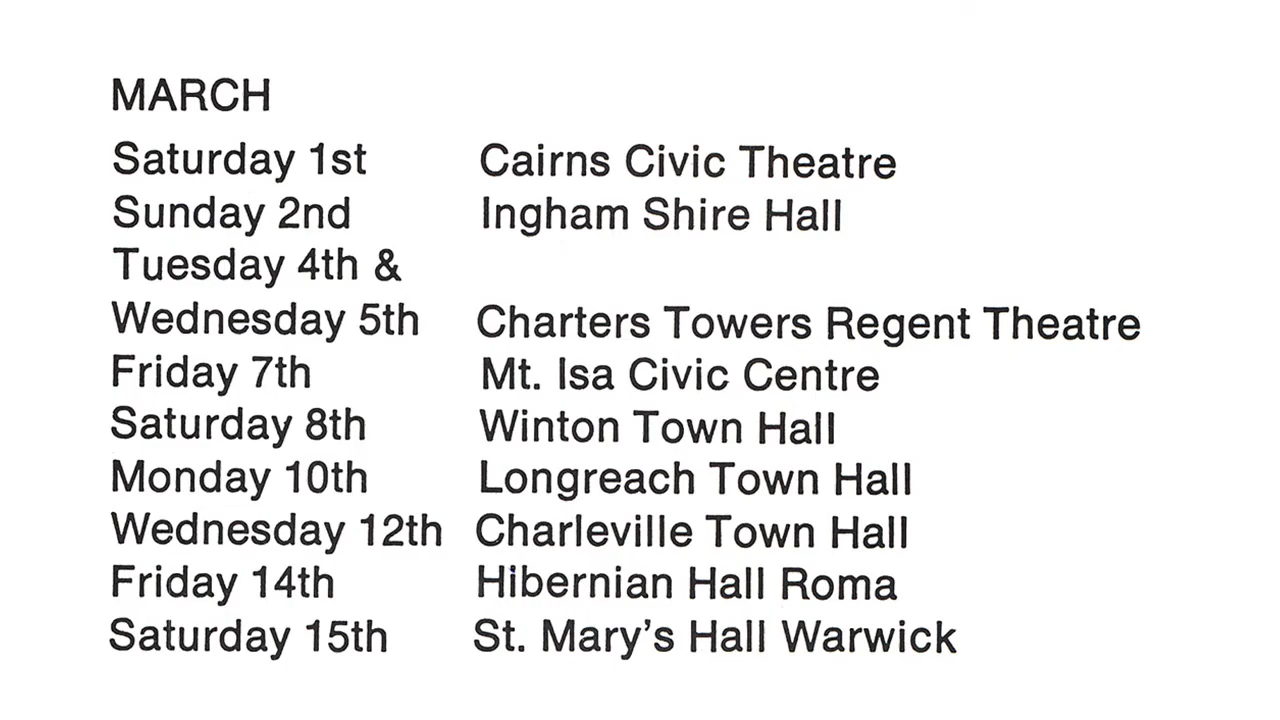 MARCH
Saturday 1st Cairns Civic Theatre
Sunday 2nd Ingham Shire Hall
Tuesday 4th &
Wednesday 5th Charters Towers Regent Theatre
Friday 7th Mt. Isa Civic Centre
Saturday 8th Winton Town Hall
Monday 10th Longreach Town Hall
Wednesday 12th Charleville Town Hall
Friday 14th Hibernian Hall Roma
Saturday 15th St. Mary’s Hall Warwick